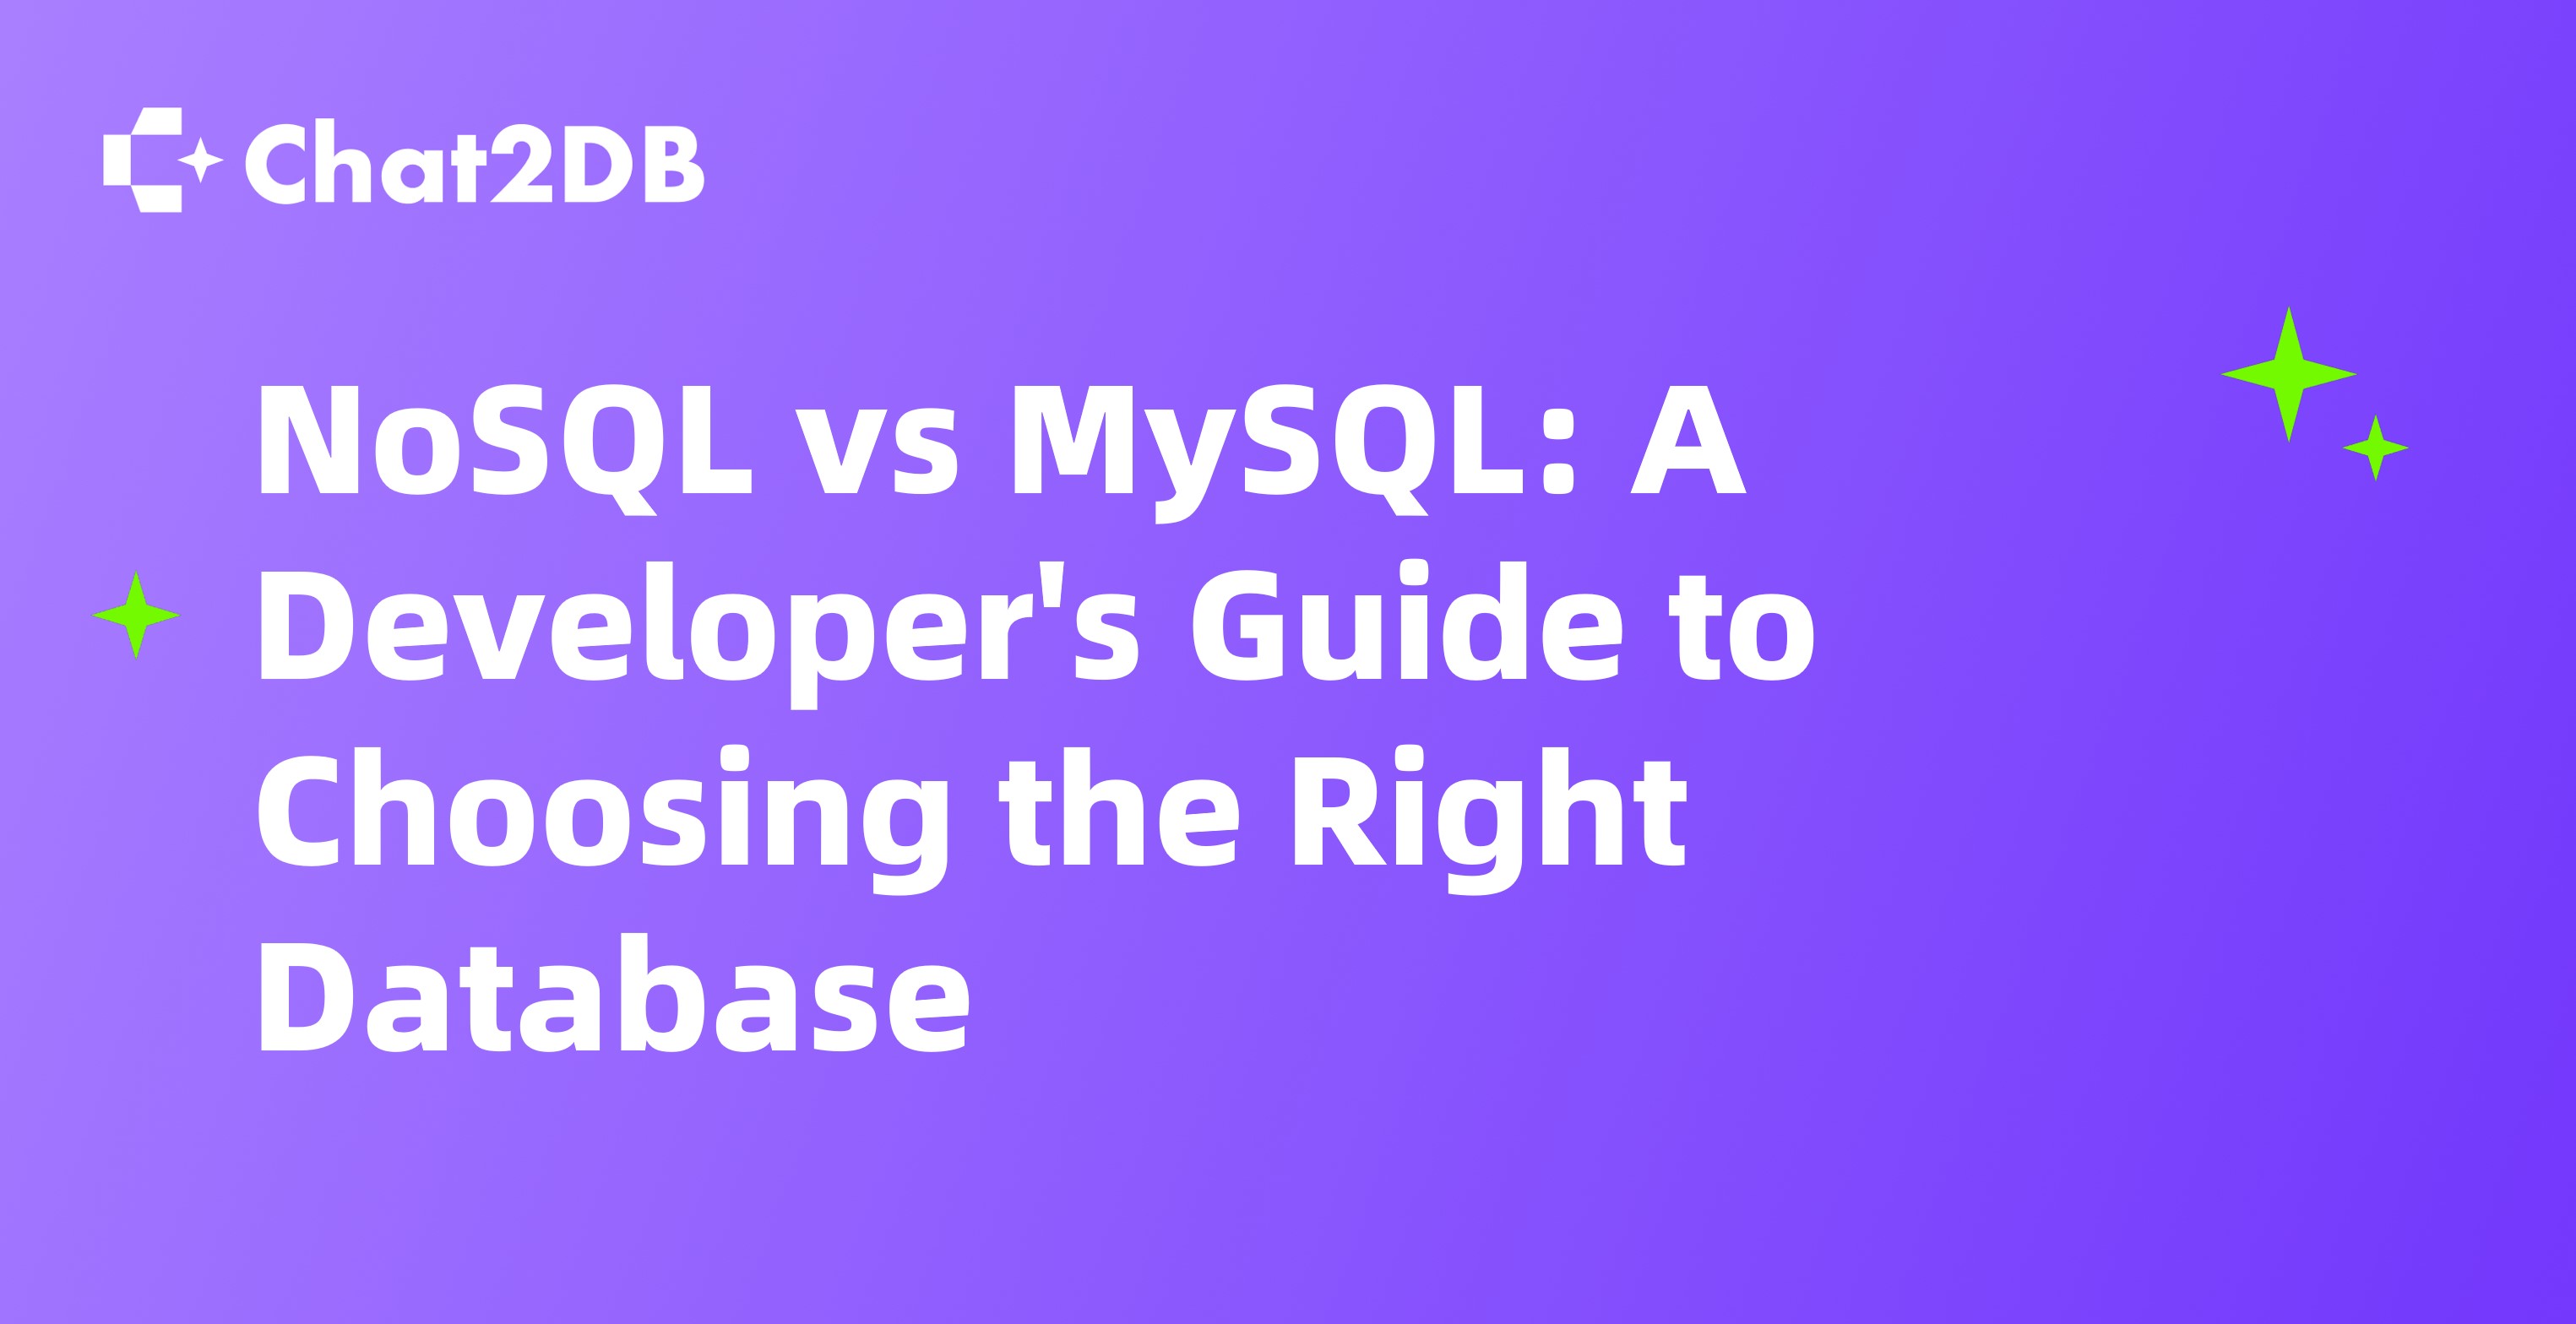 Chat2DB
NoSQL vs MySQL: A
Developer's Guide to
Choosing the Right
Database